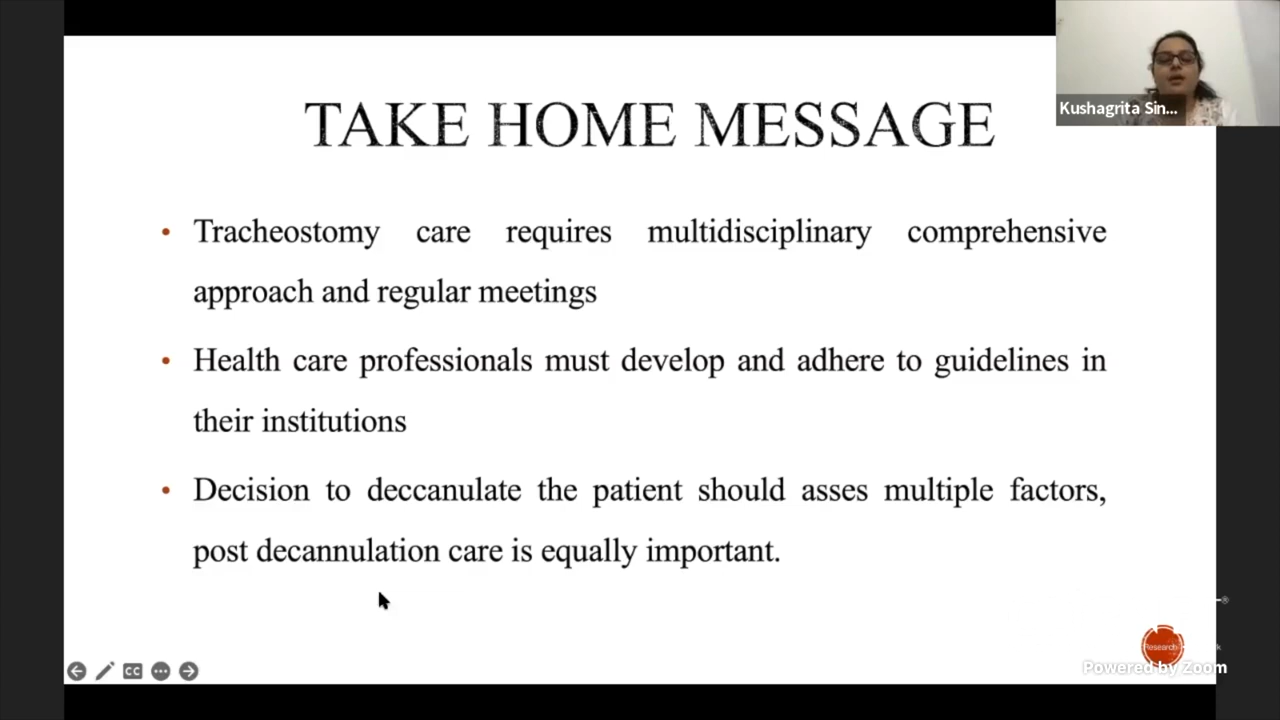 TAKE HOME MESSAGE
Kushagrita Sin...
• Tracheostomy care requires multidisciplinary comprehensive
approach and regular meetings
• Health care professionals must develop and adhere to guidelines in
their institutions
• Decision to deccanulate the patient should asses multiple factors,
post decannulation care is equally important.
CC
Research
Powered by Zoom